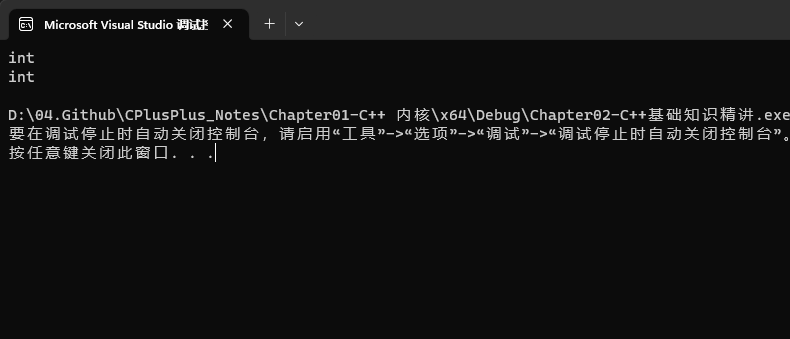 Microsoft Visual Studio 调试
int
int
D:\04.Github\CPlusPlus_Notes\Chapter01-C++ 内核\x64\Debug\Chapter02-C++基础知识精讲.exe
要在调试停止时自动关闭控制台，请启用“工具”->“选项”->“调试”->“调试停止时自动关闭控制台”。
按任意键关闭此窗口. . .